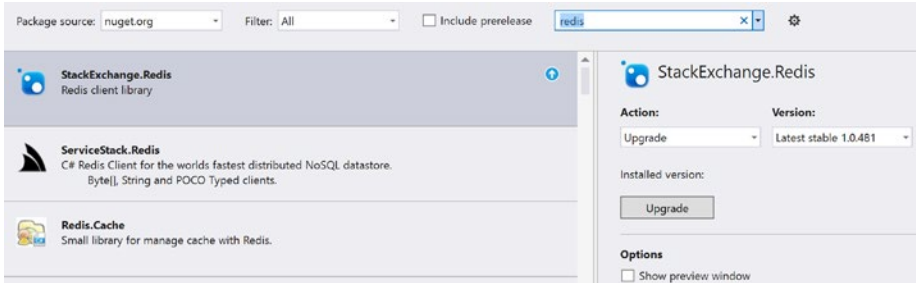 Package source: nuget.org Filter: All Include prerelease redis
StackExchange.Redis
Redis client library
ServiceStack.Redis
C# Redis Client for the worlds fastest distributed NoSQL datastore.
Byte[], String and POCO Typed clients.
Redis.Cache
Small library for manage cache with Redis.
StackExchange.Redis
Action: Version:
Upgrade Latest stable 1.0.481
Installed version:
Upgrade
Options
Show preview window